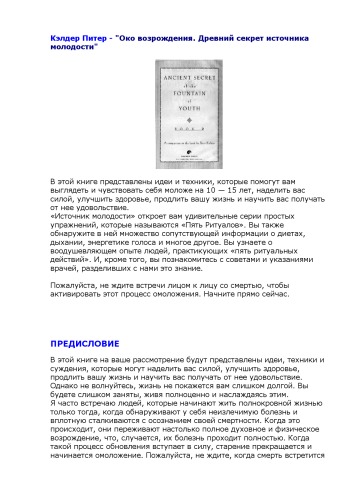 Кэлдер Питер - "Око возрождения. Древний секрет источника
молодости"
ANCIENT SECRET
of the
FOUNTAIN
of
YOUTH
BOOK
В этой книге представлены идеи и техники, которые помогут вам
выглядеть и чувствовать себя моложе на 10 — 15 лет, наделить вас
силой, улучшить здоровье, продлить вашу жизнь и научить вас получать
от нее удовольствие.
«Источник молодости» откроет вам удивительные серии простых
упражнений, которые называются «Пять Ритуалов». Вы также
обнаружите в ней множество сопутствующей информации о диетах,
дыхании, энергетике голоса и многое другое. Вы узнаете о
воодушевляющем опыте людей, практикующих «пять ритуальных
действий». И, кроме того, вы познакомитесь с советами и указаниями
врачей, разделивших с нами это знание.
Пожалуйста, не ждите встречи лицом к лицу со смертью, чтобы
активировать этот процесс омоложения. Начните прямо сейчас.
ПРЕДИСЛОВИЕ
В этой книге на ваше рассмотрение будут представлены идеи, техники и
суждения, которые могут наделить вас силой, улучшить здоровье,
продлить вашу жизнь и научить вас получать от нее удовольствие.
Однако не волнуйтесь, жизнь не покажется вам слишком долгой. Вы
будете слишком заняты, живя полноценно и наслаждаясь этим.
Я часто встречаю людей, которые начинают жить полнокровной жизнью
только тогда, когда обнаруживают у себя неизлечимую болезнь и
вплотную сталкиваются с осознанием своей смертности. Когда это
происходит, они переживают настолько полное духовное и физическое
возрождение, что, случается, их болезнь проходит полностью. Когда
такой процесс обновления вступает в силу, старение прекращается и
начинается омоложение. Пожалуйста, не ждите, когда смерть встретится